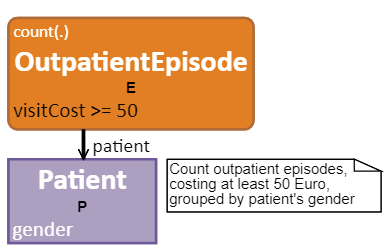 count(.)
OutpatientEpisode
E
visitCost >= 50
patient
Patient
P
gender
Count outpatient episodes,
costing at least 50 Euro,
grouped by patient's gender